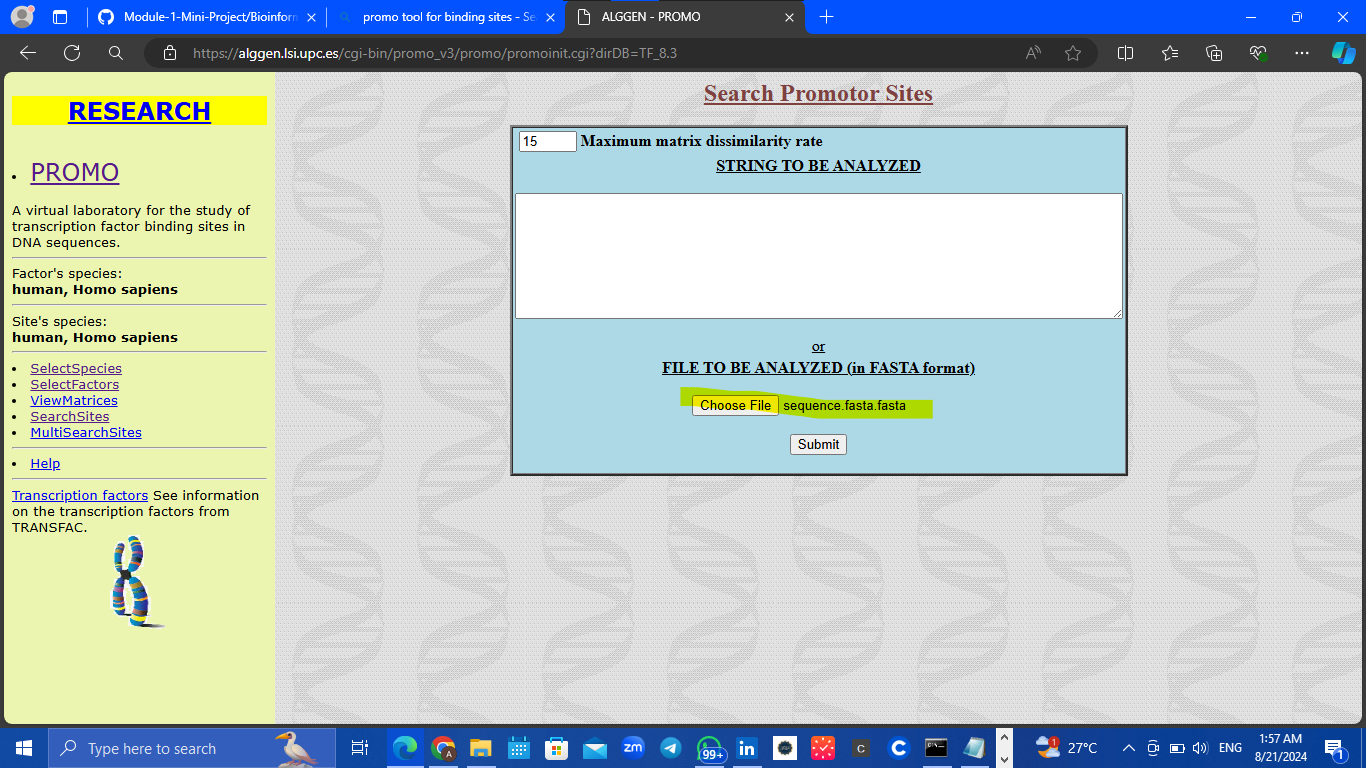 Module-1-Mini-Project/Bioinform
promo tool for binding sites - Se
ALGGEN - PROMO
https://alggen.lsi.upc.es/cgi-bin/promo_v3/promo/promoinit.cgi?dirDB=TF_8.3
RESEARCH
PROMO
A virtual laboratory for the study of
transcription factor binding sites in
DNA sequences.
Factor's species:
human, Homo sapiens
Site's species:
human, Homo sapiens
SelectSpecies
SelectFactors
ViewMatrices
SearchSites
MultiSearchSites
Help
Transcription factors See information
on the transcription factors from
TRANSFAC.
Search Promotor Sites
15 Maximum matrix dissimilarity rate
STRING TO BE ANALYZED
or
FILE TO BE ANALYZED (in FASTA format)
Choose File sequence.fasta.fasta
Submit
Type here to search
A
zm
99+
in
C
C
1
27°C
ENG
1:57 AM
8/21/2024
1